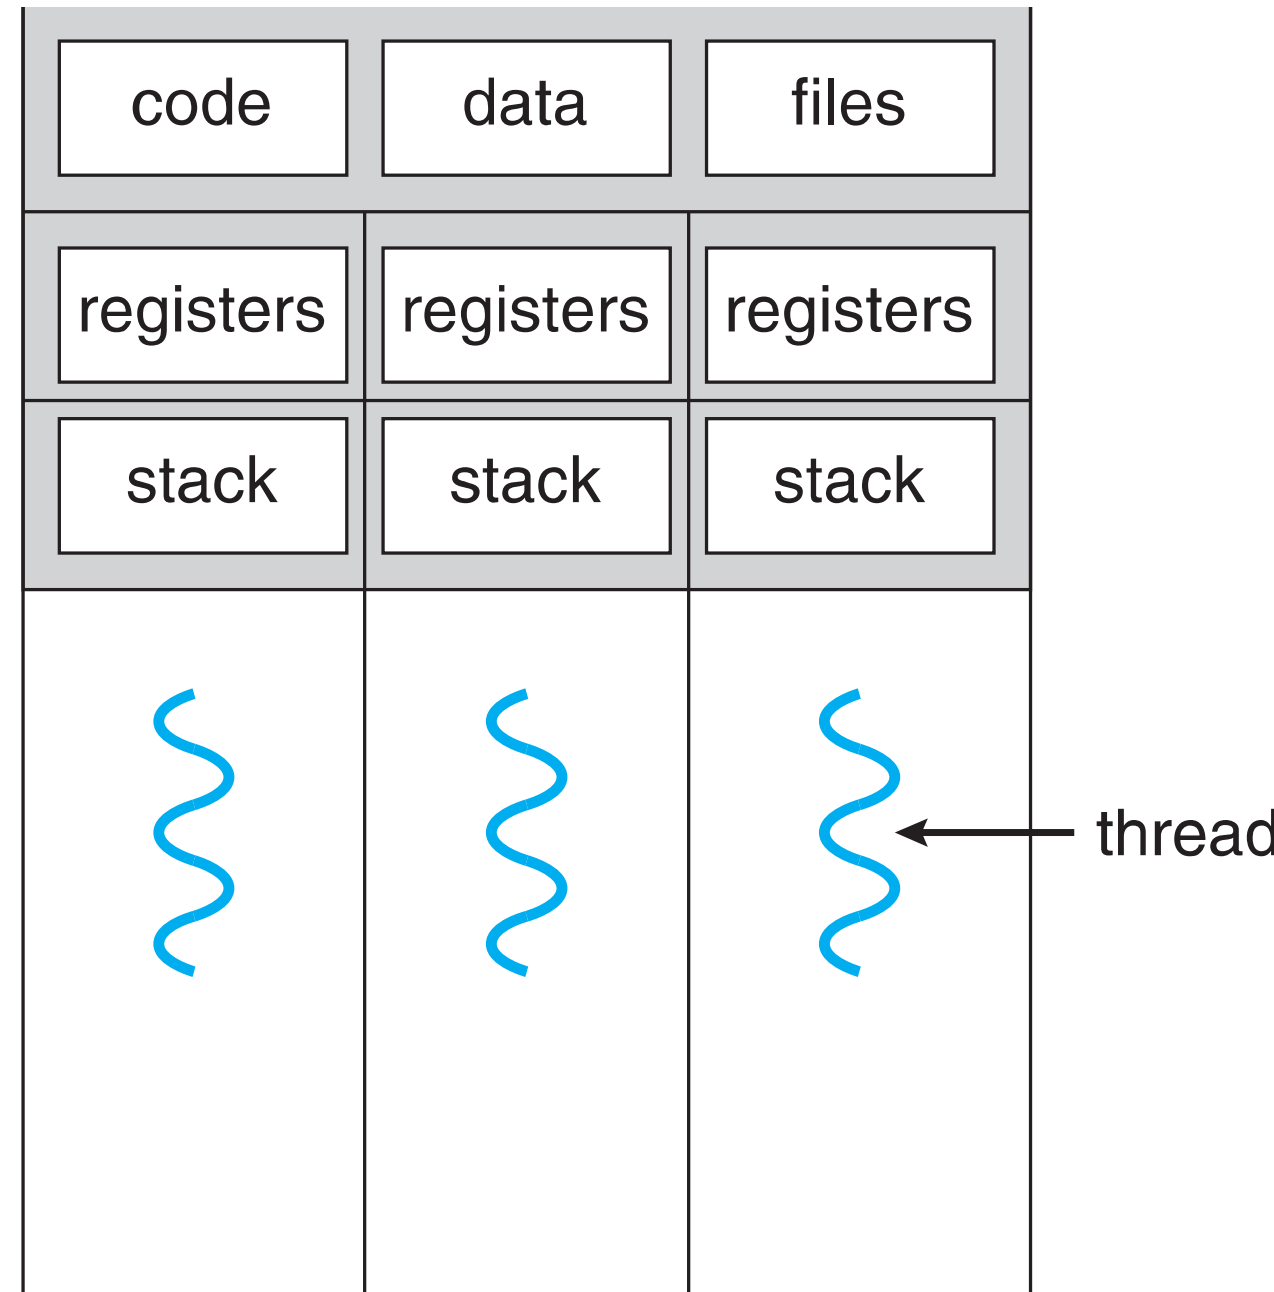 code data files
registers registers registers
stack stack stack
thread